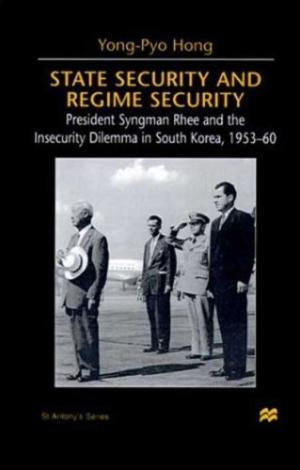 Yong-Pyo Hong
STATE SECURITY AND
REGIME SECURITY
President Syngman Rhee and the
Insecurity Dilemma in South Korea, 1953–60
St Antony's Series